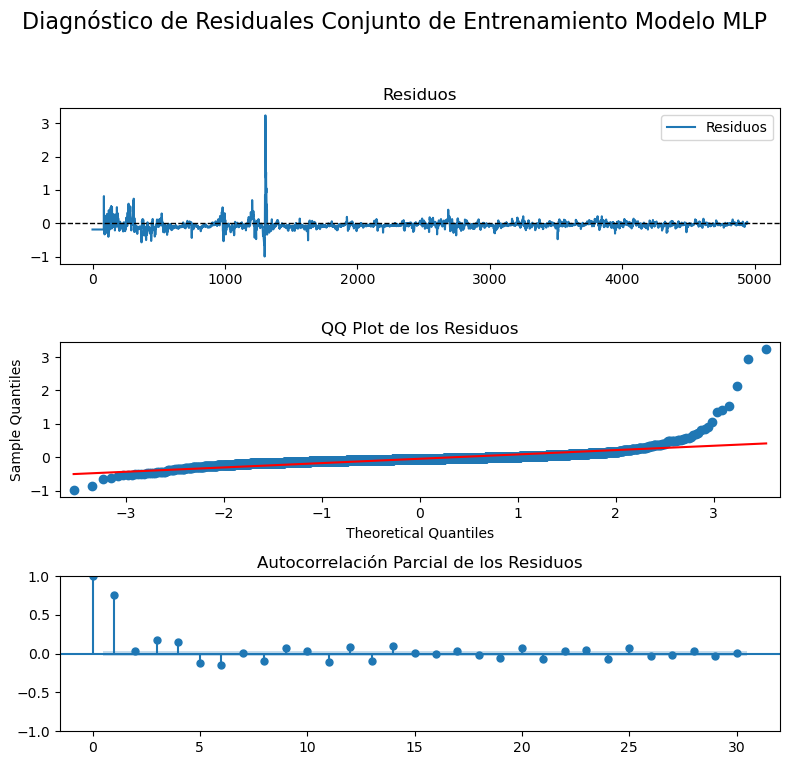 Diagnóstico de Residuales Conjunto de Entrenamiento Modelo MLP
Residuos
3
2
1
0
−1
Residuos
0 1000 2000 3000 4000 5000
QQ Plot de los Residuos
Sample Quantiles
3
2
1
0
−1
−3 −2 −1 0 1 2 3
Theoretical Quantiles
Autocorrelación Parcial de los Residuos
1.0
0.5
0.0
−0.5
−1.0
0 5 10 15 20 25 30